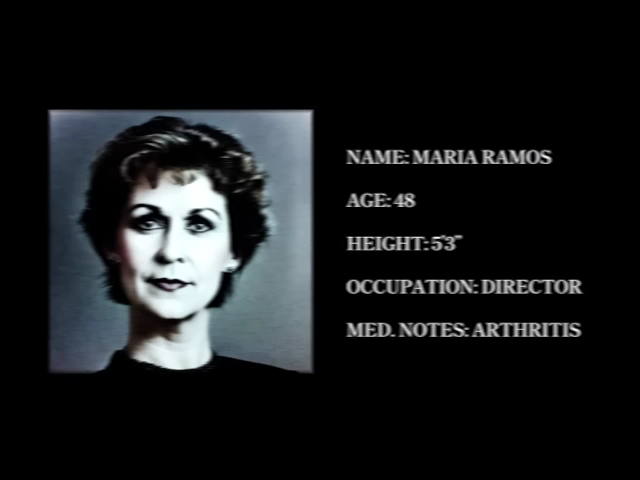 NAME: MARIA RAMOS
AGE: 48
HEIGHT: 5'3"
OCCUPATION: DIRECTOR
MED. NOTES: ARTHRITIS